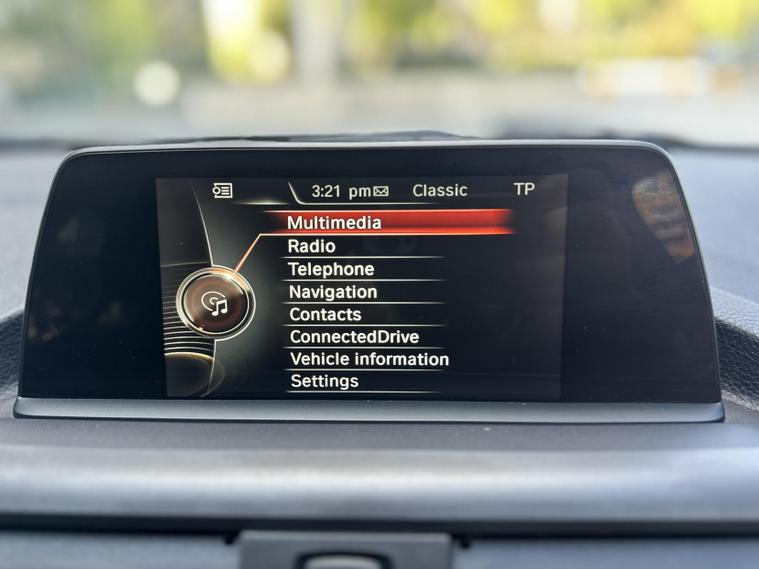 3:21 pm Classic TP
Multimedia
Radio
Telephone
Navigation
Contacts
ConnectedDrive
Vehicle information
Settings